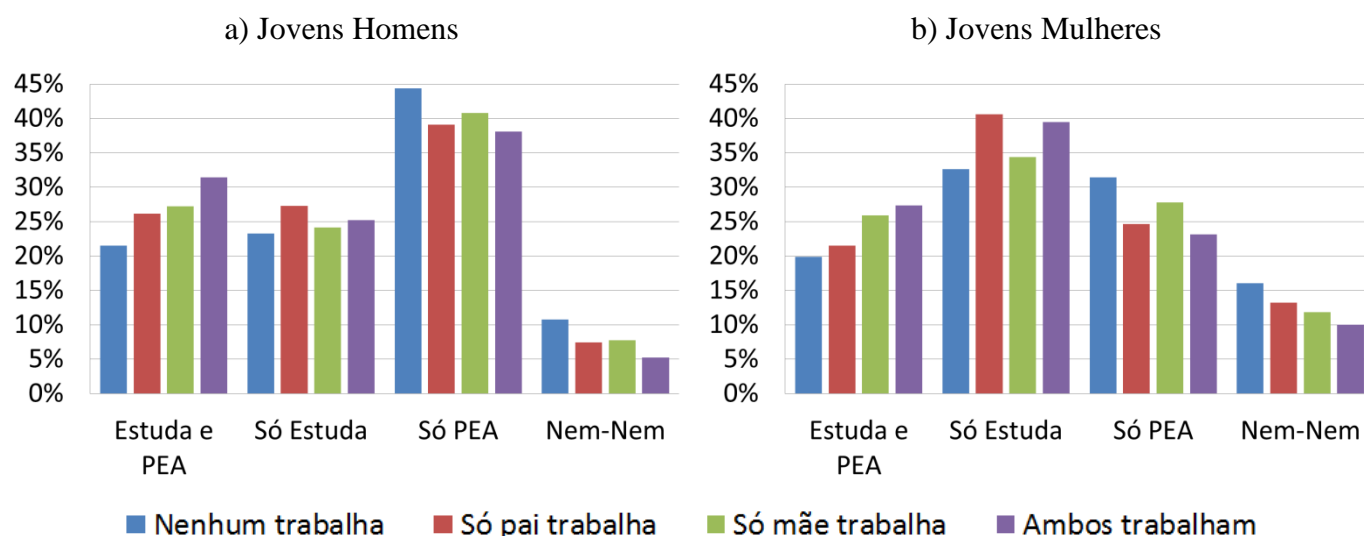 a) Jovens Homens
45%
40%
35%
30%
25%
20%
15%
10%
5%
0%
Estuda e
PEA
Só Estuda
Só PEA
Nem-Nem
b) Jovens Mulheres
45%
40%
35%
30%
25%
20%
15%
10%
5%
0%
Estuda e
PEA
Só Estuda
Só PEA
Nem-Nem
Nenhum trabalha
Só pai trabalha
Só mãe trabalha
Ambos trabalham